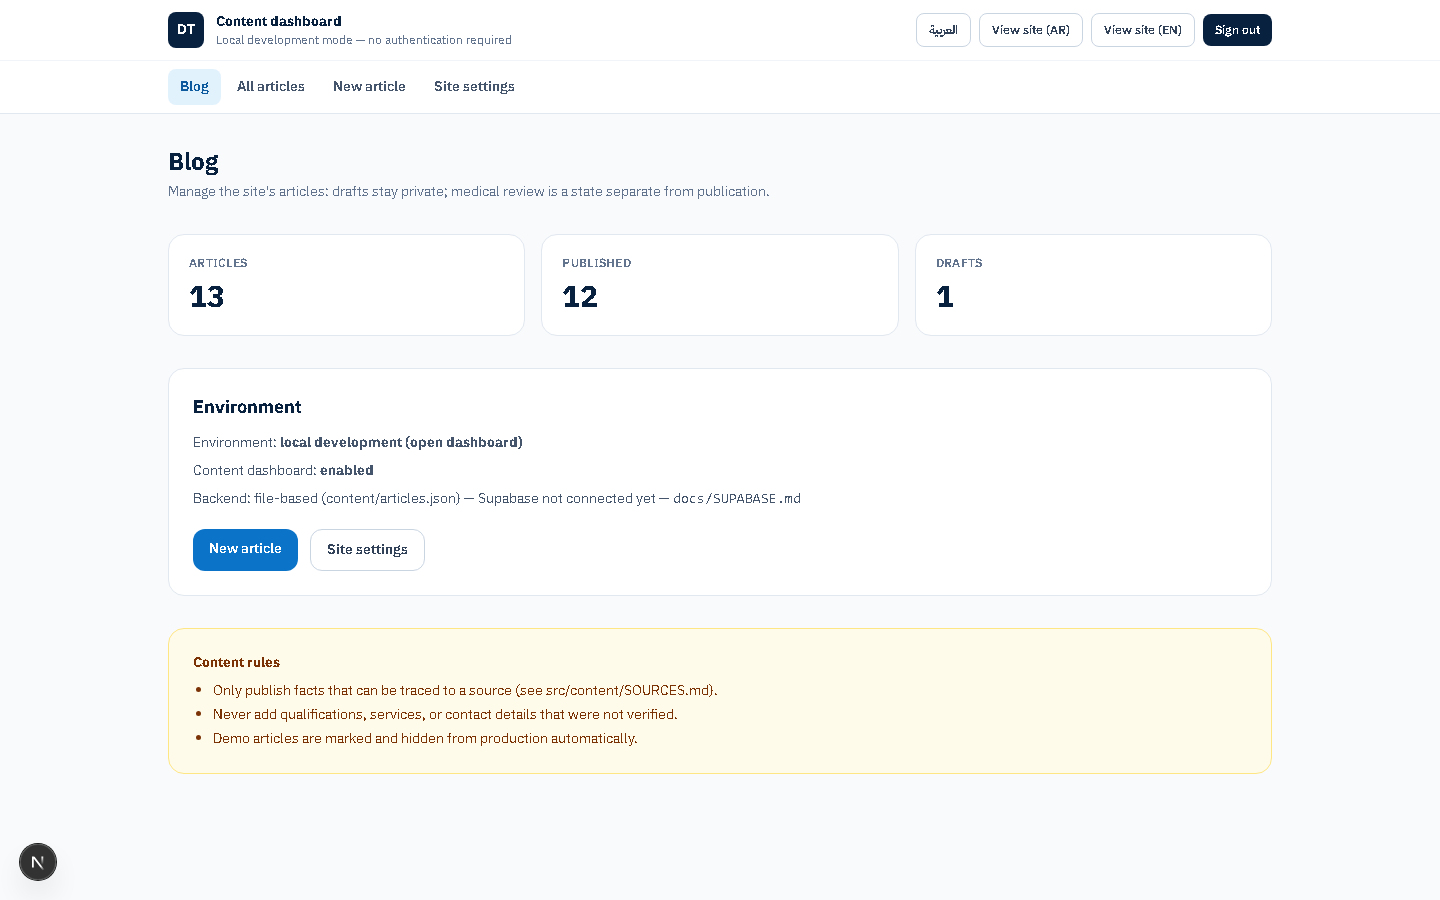 DT
Content dashboard
Local development mode — no authentication required
العربية
View site (AR)
View site (EN)
Sign out
Blog
All articles
New article
Site settings
Blog
Manage the site's articles: drafts stay private; medical review is a state separate from publication.
ARTICLES
13
PUBLISHED
12
DRAFTS
1
Environment
Environment: local development (open dashboard)
Content dashboard: enabled
Backend: file-based (content/articles.json) — Supabase not connected yet — docs/SUPABASE.md
New article
Site settings
Content rules
• Only publish facts that can be traced to a source (see src/content/SOURCES.md).
• Never add qualifications, services, or contact details that were not verified.
• Demo articles are marked and hidden from production automatically.
N